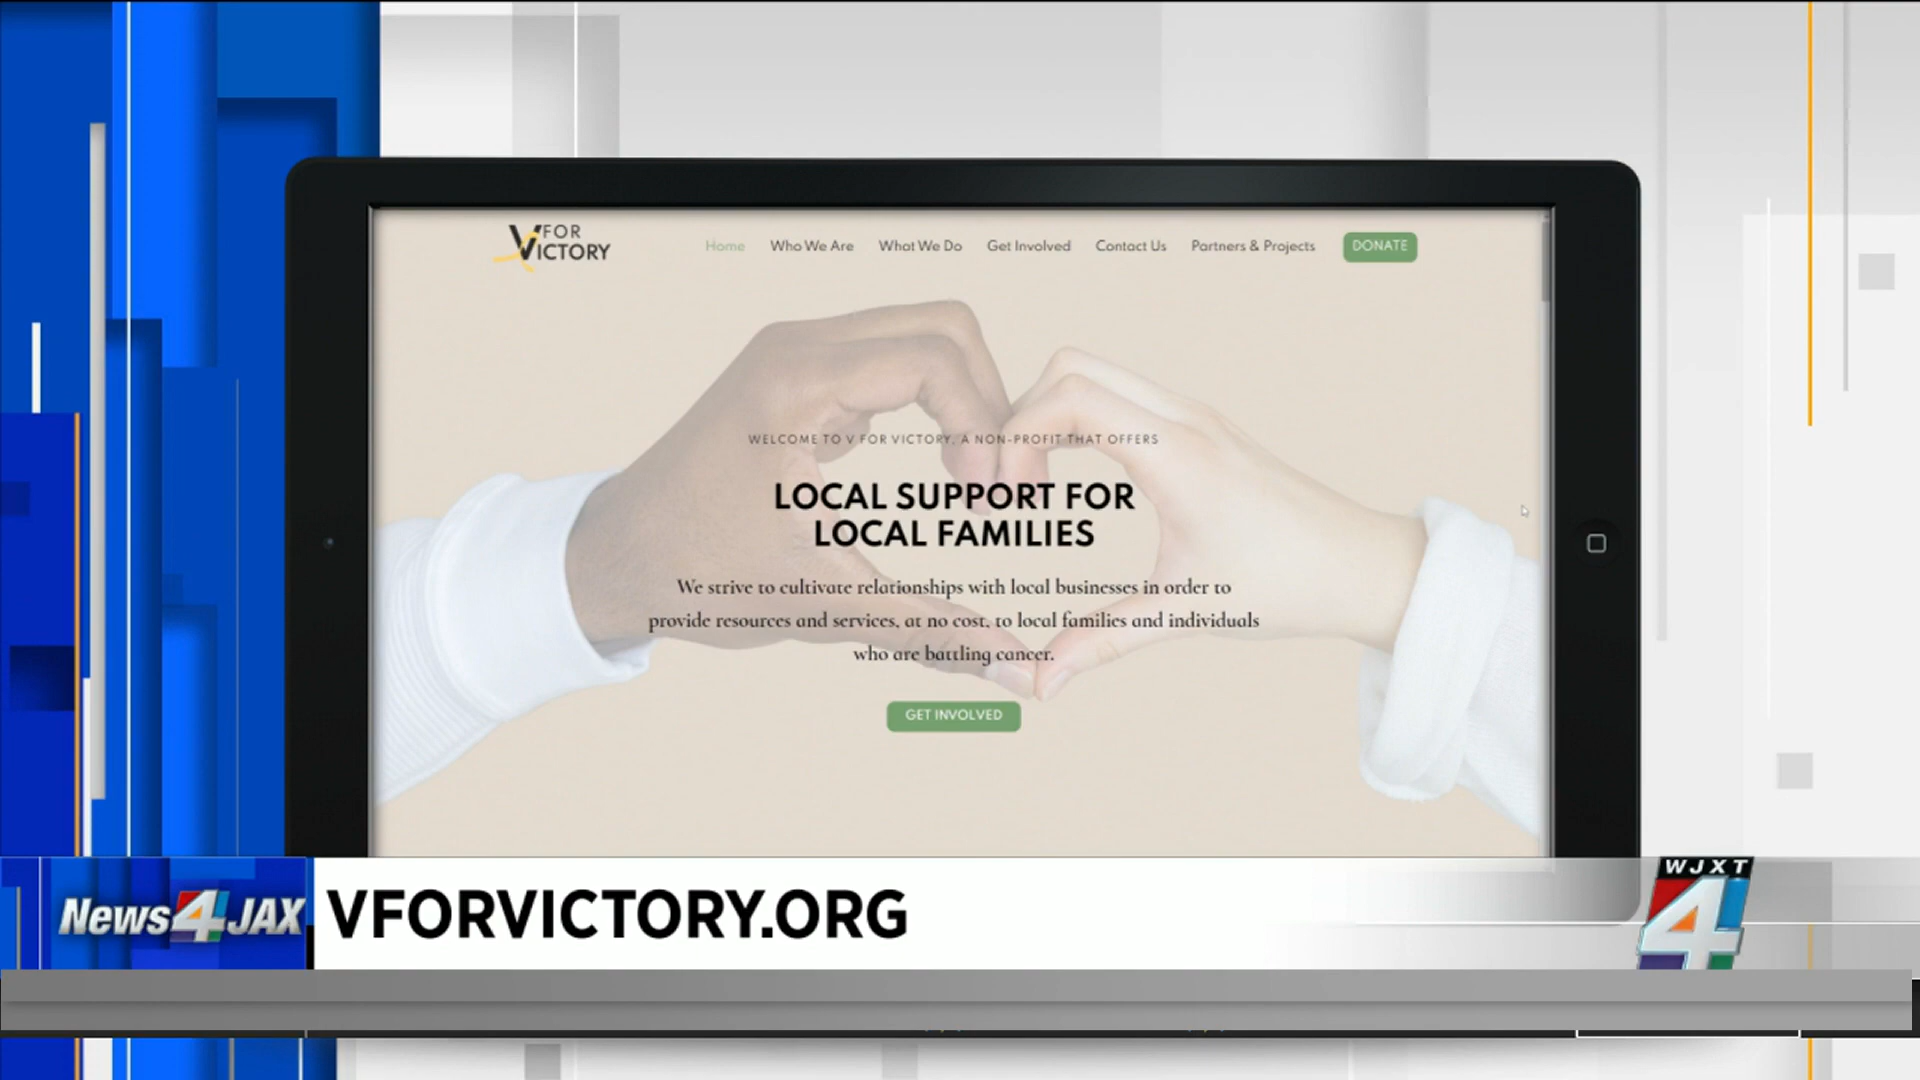 V FOR
VICTORY
Home Who We Are What We Do Get Involved Contact Us Partners & Projects DONATE
WELCOME TO V FOR VICTORY, A NON-PROFIT THAT OFFERS
LOCAL SUPPORT FOR
LOCAL FAMILIES
We strive to cultivate relationships with local businesses in order to
provide resources and services, at no cost, to local families and individuals
who are battling cancer.
GET INVOLVED
News4JAX VFORVICTORY.ORG
WJXT
4